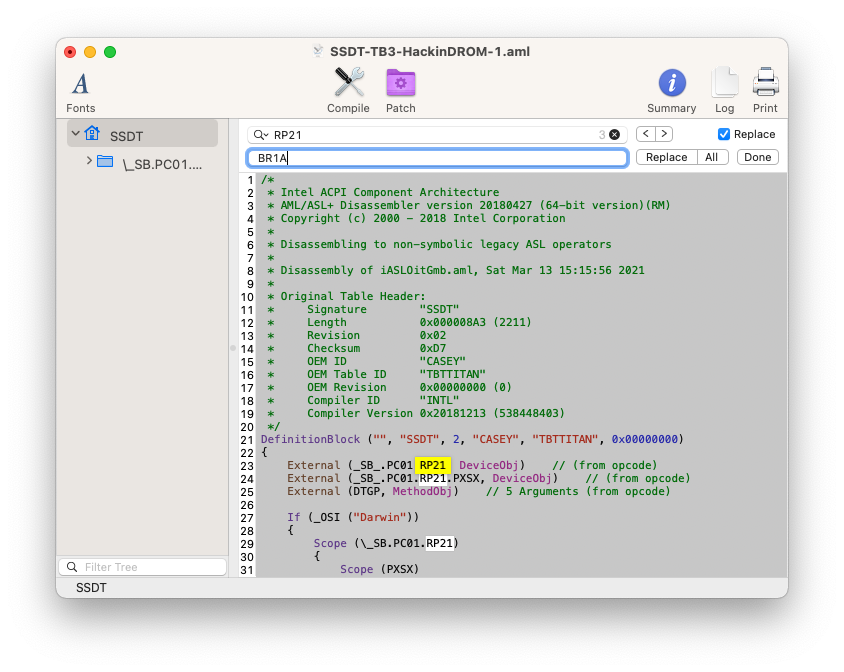 SSDT-TB3-HackinDROM-1.aml
A
Fonts
Compile
Patch
Summary
Log
Print
SSDT
\_SB.PC01....
RP21 3
< > Replace
BR1A
Replace All Done
1 /*
2 * Intel ACPI Component Architecture
3 * AML/ASL+ Disassembler version 20180427 (64-bit version)(RM)
4 * Copyright (c) 2000 - 2018 Intel Corporation
5 *
6 * Disassembling to non-symbolic legacy ASL operators
7 *
8 * Disassembly of iASLOitGmb.aml, Sat Mar 13 15:15:56 2021
9 *
10 * Original Table Header:
11 *     Signature        "SSDT"
12 *     Length           0x000008A3 (2211)
13 *     Revision         0x02
14 *     Checksum         0xD7
15 *     OEM ID           "CASEY"
16 *     OEM Table ID     "TBTTITAN"
17 *     OEM Revision     0x00000000 (0)
18 *     Compiler ID      "INTL"
19 *     Compiler Version 0x20181213 (538448403)
20 */
21 DefinitionBlock ("", "SSDT", 2, "CASEY", "TBTTITAN", 0x00000000)
22 {
23     External (_SB_.PC01.RP21, DeviceObj)    // (from opcode)
24     External (_SB_.PC01.RP21.PXSX, DeviceObj)    // (from opcode)
25     External (DTGP, MethodObj)    // 5 Arguments (from opcode)
26
27     If (_OSI ("Darwin"))
28     {
29         Scope (\_SB.PC01.RP21)
30         {
31             Scope (PXSX)
Filter Tree
SSDT